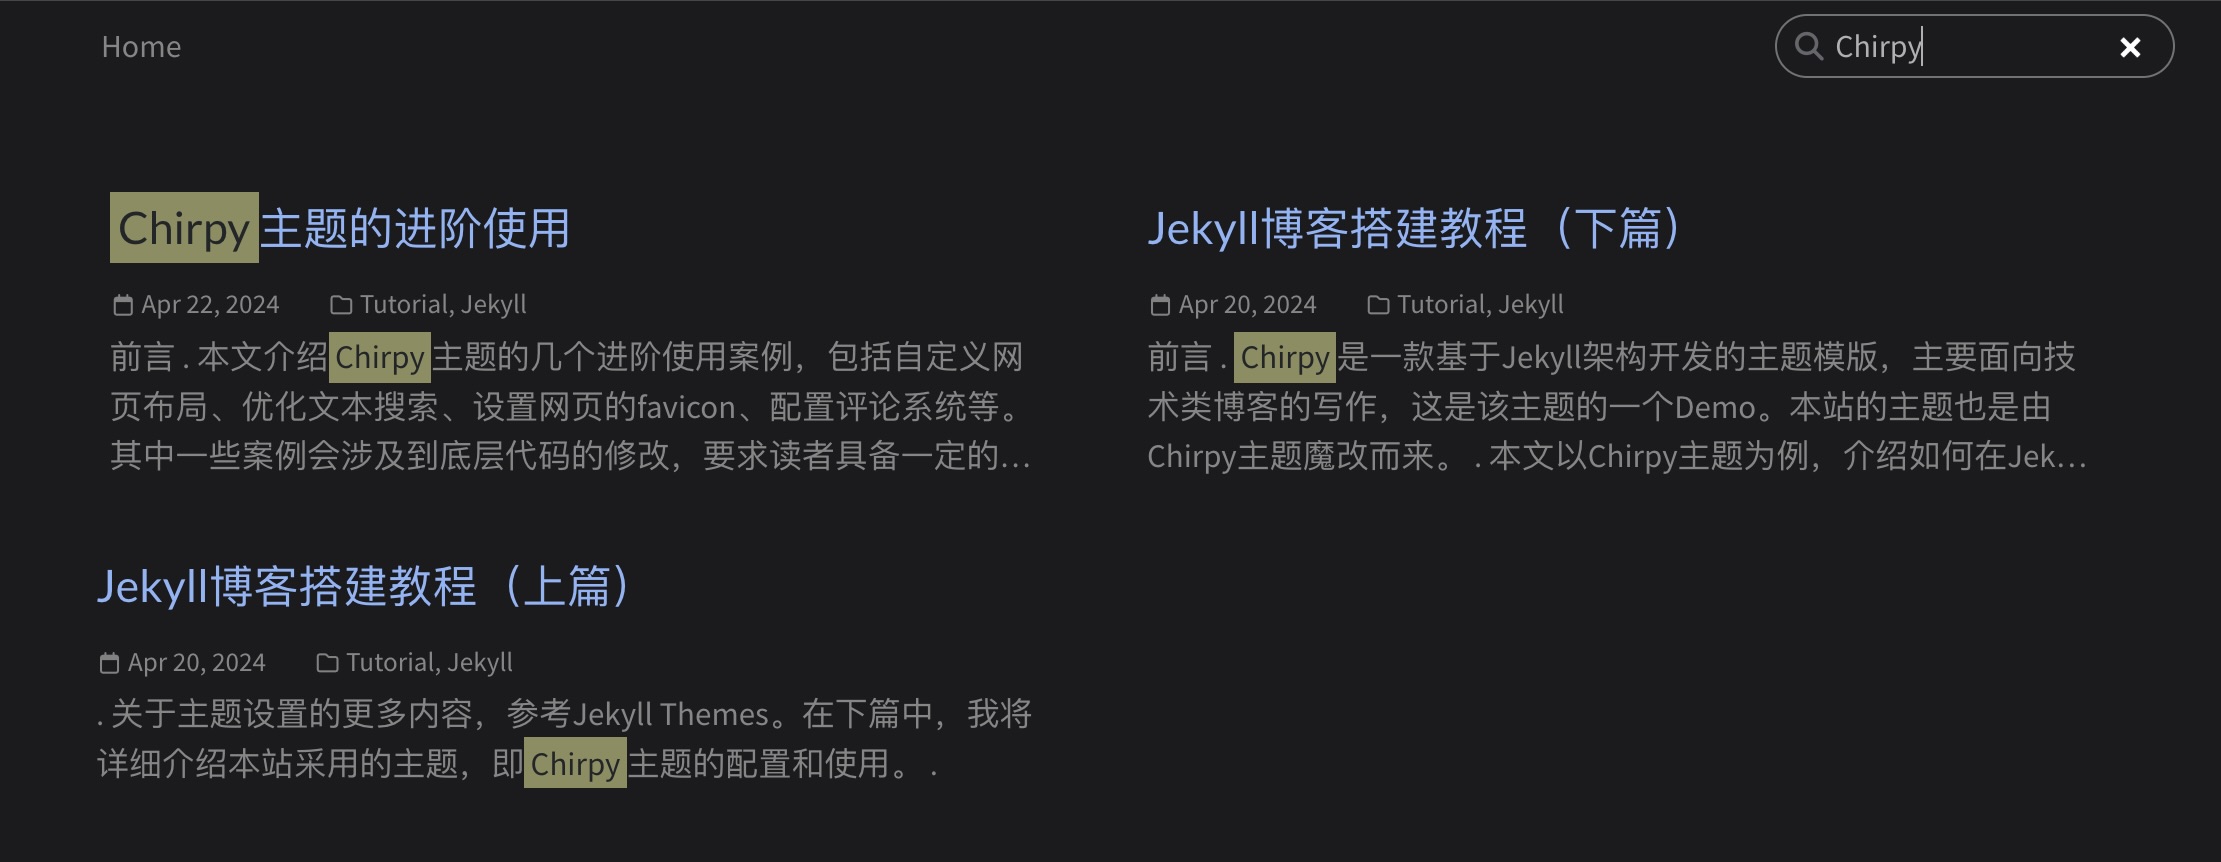 Home
Chirpy
Chirpy主题的进阶使用
Apr 22, 2024 Tutorial, Jekyll
前言 . 本文介绍Chirpy主题的几个进阶使用案例，包括自定义网
页布局、优化文本搜索、设置网页的favicon、配置评论系统等。
其中一些案例会涉及到底层代码的修改，要求读者具备一定的…
Jekyll博客搭建教程（下篇）
Apr 20, 2024 Tutorial, Jekyll
前言 . Chirpy是一款基于Jekyll架构开发的主题模版，主要面向技
术类博客的写作，这是该主题的一个Demo。本站的主题也是由
Chirpy主题魔改而来。 . 本文以Chirpy主题为例，介绍如何在Jek…
Jekyll博客搭建教程（上篇）
Apr 20, 2024 Tutorial, Jekyll
. 关于主题设置的更多内容，参考Jekyll Themes。在下篇中，我将
详细介绍本站采用的主题，即Chirpy主题的配置和使用。 .